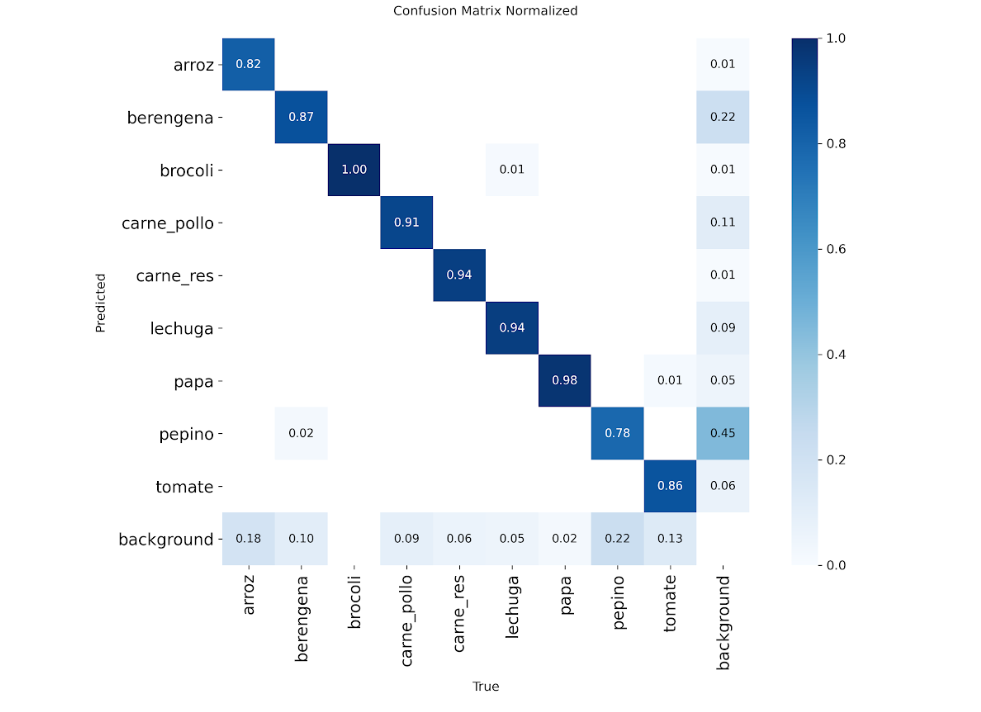 Confusion Matrix Normalized
arroz 0.82 0.01
berengena 0.87 0.22
brocoli 1.00 0.01 0.01
carne_pollo 0.91 0.11
carne_res 0.94 0.01
lechuga 0.94 0.09
papa 0.98 0.01 0.05
pepino 0.02 0.78 0.45
tomate 0.86 0.06
background 0.18 0.10 0.09 0.06 0.05 0.02 0.22 0.13
Predicted
arroz
berengena
brocoli
carne_pollo
carne_res
lechuga
papa
pepino
tomate
background
True
1.0
0.8
0.6
0.4
0.2
0.0